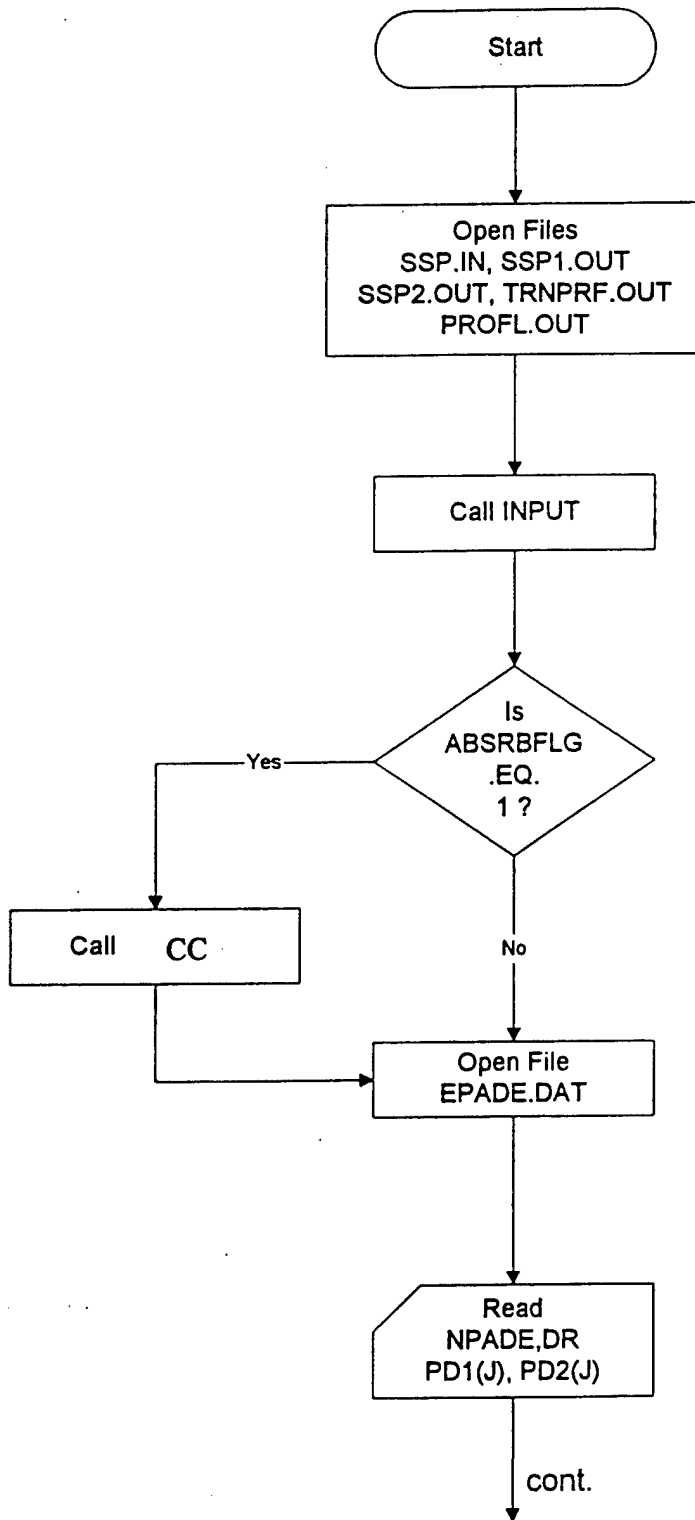 Start
Open Files
SSP.IN, SSP1.OUT
SSP2.OUT, TRNPRF.OUT
PROFL.OUT
Call INPUT
Is
ABSRBFLG
.EQ.
1 ?
Yes
Call CC
No
Open File
EPADE.DAT
Read
NPADE,DR
PD1(J), PD2(J)
cont.